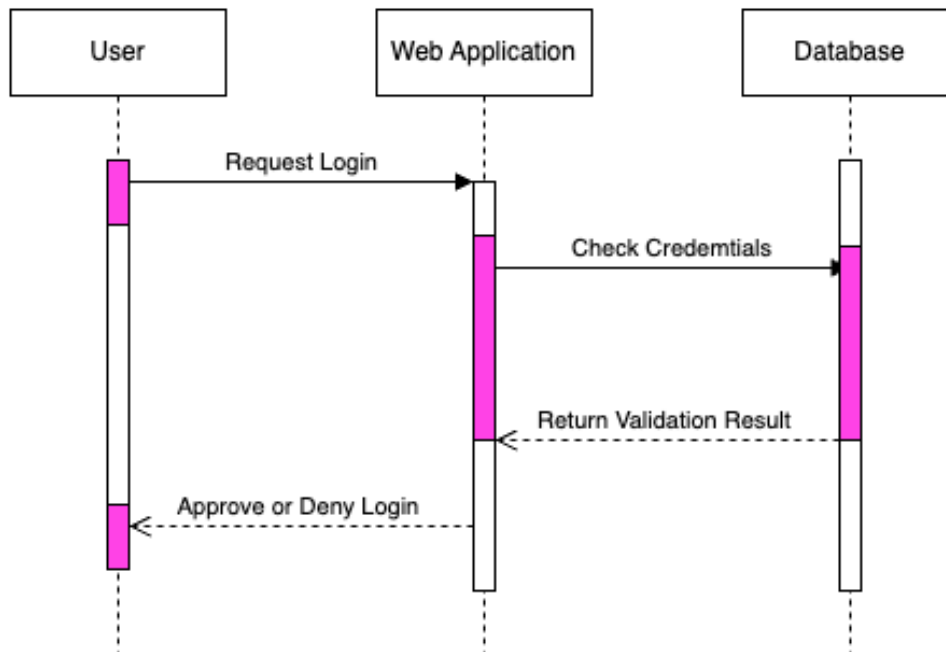 User
Web Application
Database
Request Login
Check Credemtials
Return Validation Result
Approve or Deny Login